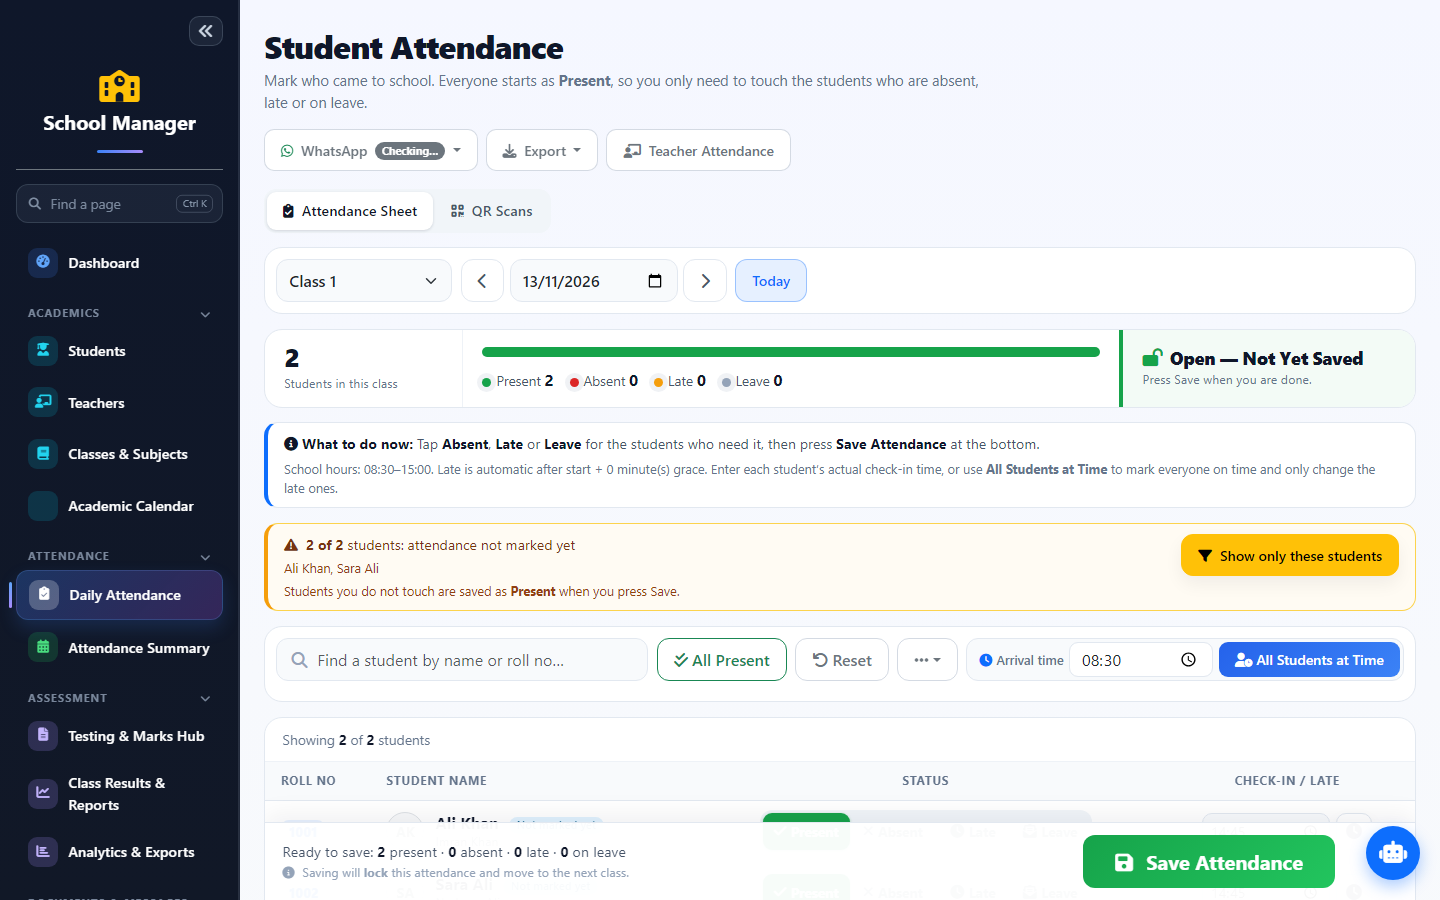 School Manager
Find a page
Ctrl K
Dashboard
ACADEMICS
Students
Teachers
Classes & Subjects
Academic Calendar
ATTENDANCE
Daily Attendance
Attendance Summary
ASSESSMENT
Testing & Marks Hub
Class Results &
Reports
Analytics & Exports
Student Attendance
Mark who came to school. Everyone starts as Present, so you only need to touch the students who are absent,
late or on leave.
WhatsApp Checking...
Export
Teacher Attendance
Attendance Sheet
QR Scans
Class 1
13/11/2026
Today
2
Students in this class
Present 2 Absent 0 Late 0 Leave 0
Open — Not Yet Saved
Press Save when you are done.
What to do now: Tap Absent, Late or Leave for the students who need it, then press Save Attendance at the bottom.
School hours: 08:30–15:00. Late is automatic after start + 0 minute(s) grace. Enter each student's actual check-in time, or use All Students at Time to mark everyone on time and only change the
late ones.
2 of 2 students: attendance not marked yet
Ali Khan, Sara Ali
Students you do not touch are saved as Present when you press Save.
Show only these students
Find a student by name or roll no...
All Present
Reset
Arrival time
08:30
All Students at Time
Showing 2 of 2 students
ROLL NO STUDENT NAME STATUS CHECK-IN / LATE
Ali Khan
Ready to save: 2 present · 0 absent · 0 late · 0 on leave
Saving will lock this attendance and move to the next class.
Save Attendance
1002 Sara Ali Present Absent Late Leave